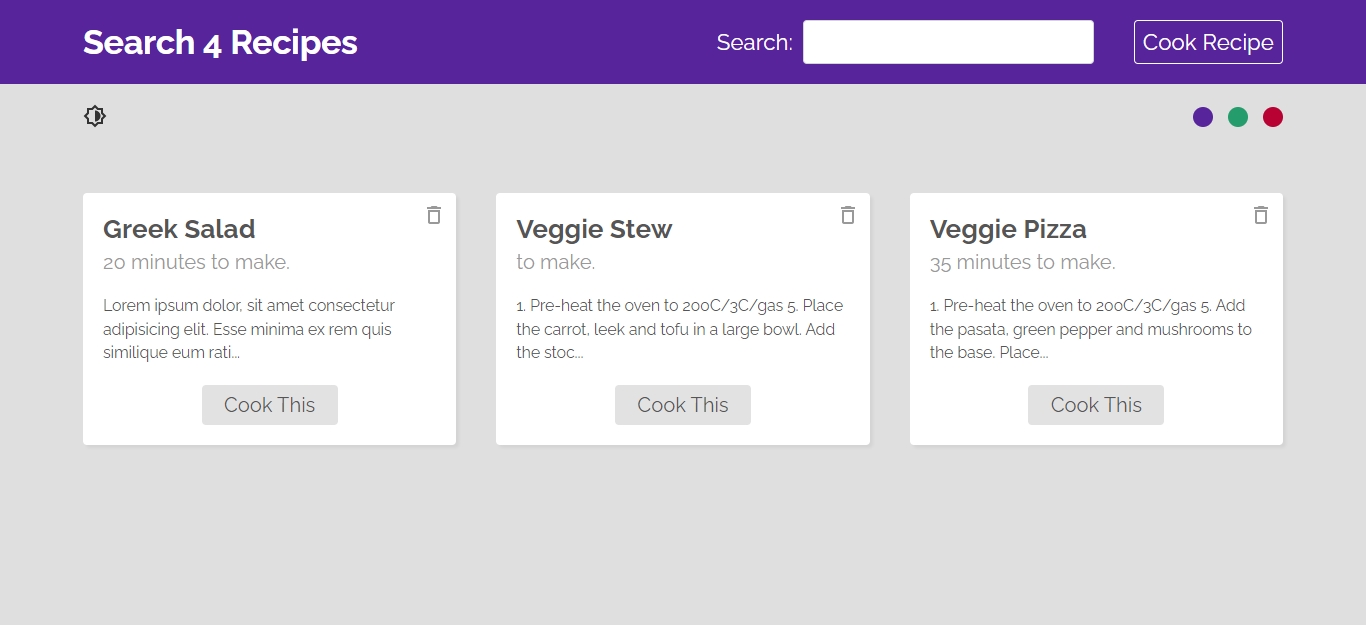 Search 4 Recipes
Search:
Cook Recipe
Greek Salad
20 minutes to make.
Lorem ipsum dolor, sit amet consectetur
adipisicing elit. Esse minima ex rem quis
similique eum rati...
Cook This
Veggie Stew
to make.
1. Pre-heat the oven to 200C/3C/gas 5. Place
the carrot, leek and tofu in a large bowl. Add
the stoc...
Cook This
Veggie Pizza
35 minutes to make.
1. Pre-heat the oven to 200C/3C/gas 5. Add
the pasata, green pepper and mushrooms to
the base. Place...
Cook This